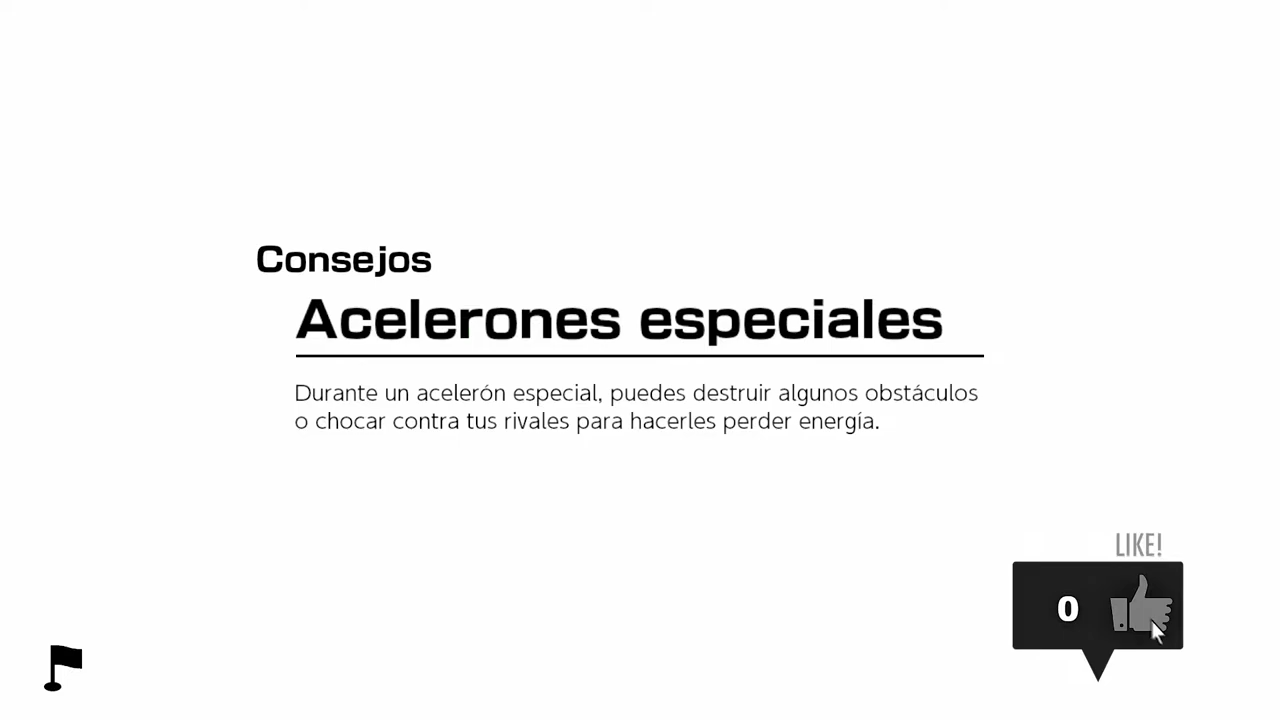 Consejos
Acelerones especiales
Durante un acelerón especial, puedes destruir algunos obstáculos
o chocar contra tus rivales para hacerles perder energía.
LIKE!
0